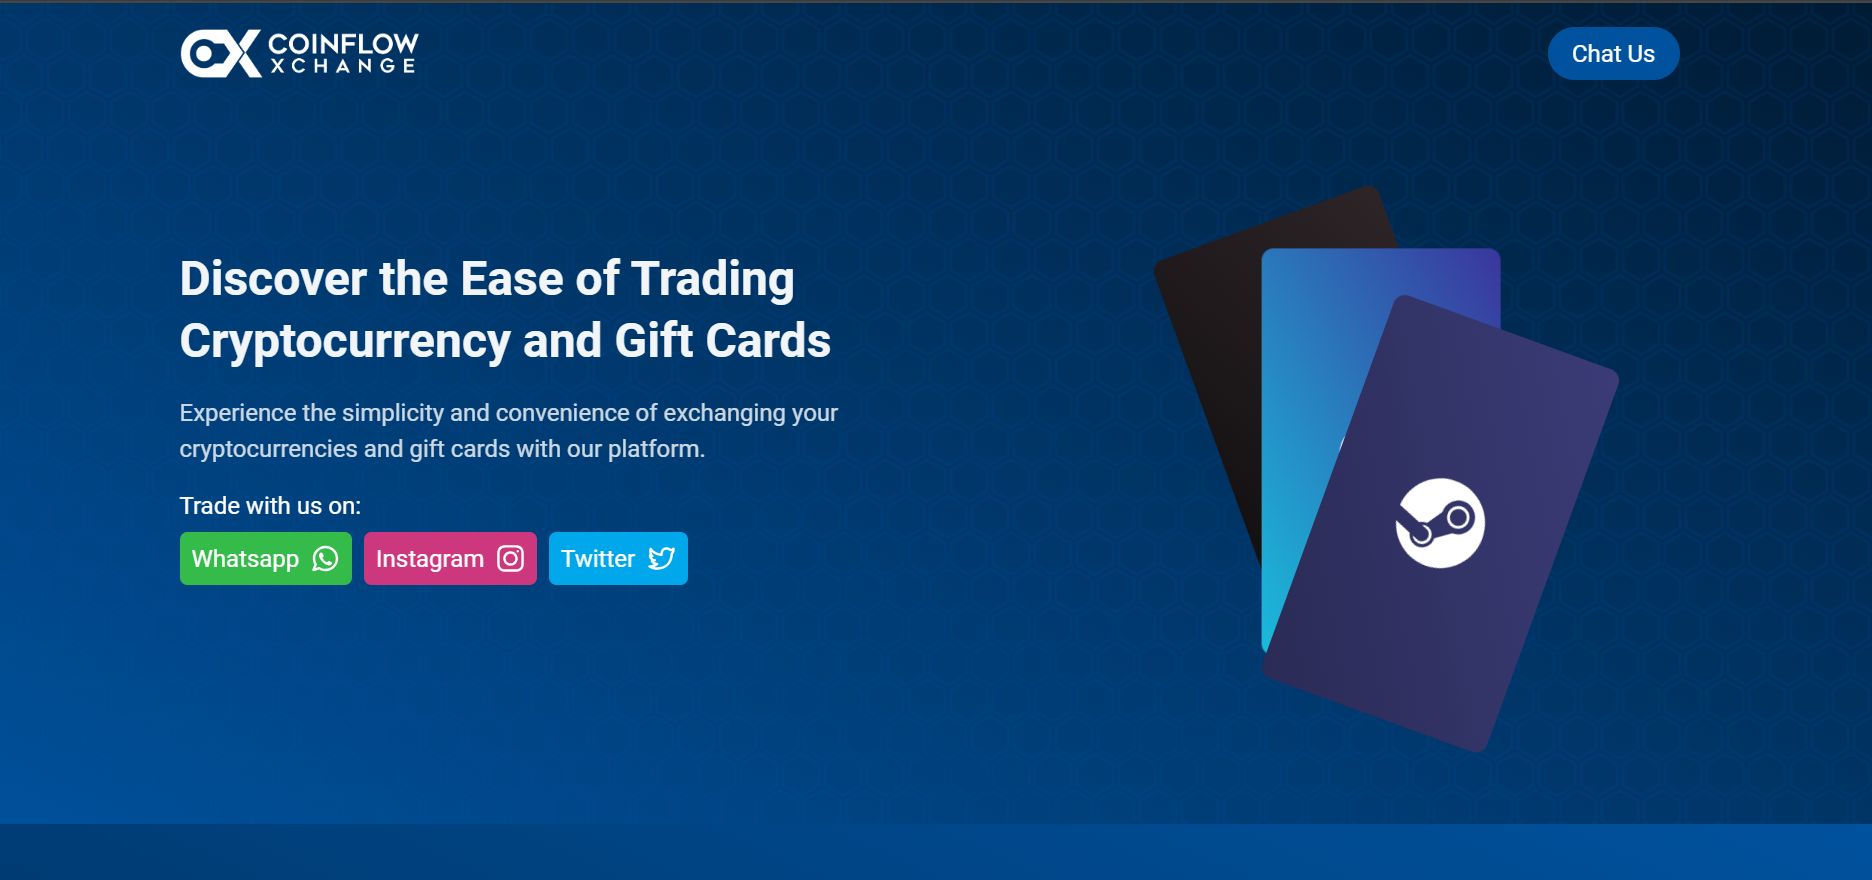 COINFLOW
XCHANGE
Chat Us
Discover the Ease of Trading
Cryptocurrency and Gift Cards
Experience the simplicity and convenience of exchanging your
cryptocurrencies and gift cards with our platform.
Trade with us on:
Whatsapp
Instagram
Twitter